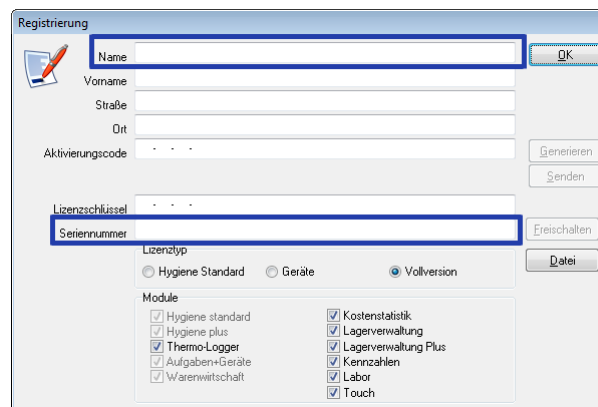 Registrierung
Name
OK
Vorname
Straße
Ort
Aktivierungscode - - -
Generieren
Senden
Lizenzschlüssel - - -
Seriennummer
Freischalten
Lizenztyp
Datei
Hygiene Standard Geräte Vollversion
Module
Hygiene standard Kostenstatistik
Hygiene plus Lagerverwaltung
Thermo-Logger Lagerverwaltung Plus
Aufgaben+Geräte Kennzahlen
Warenwirtschaft Labor
Touch